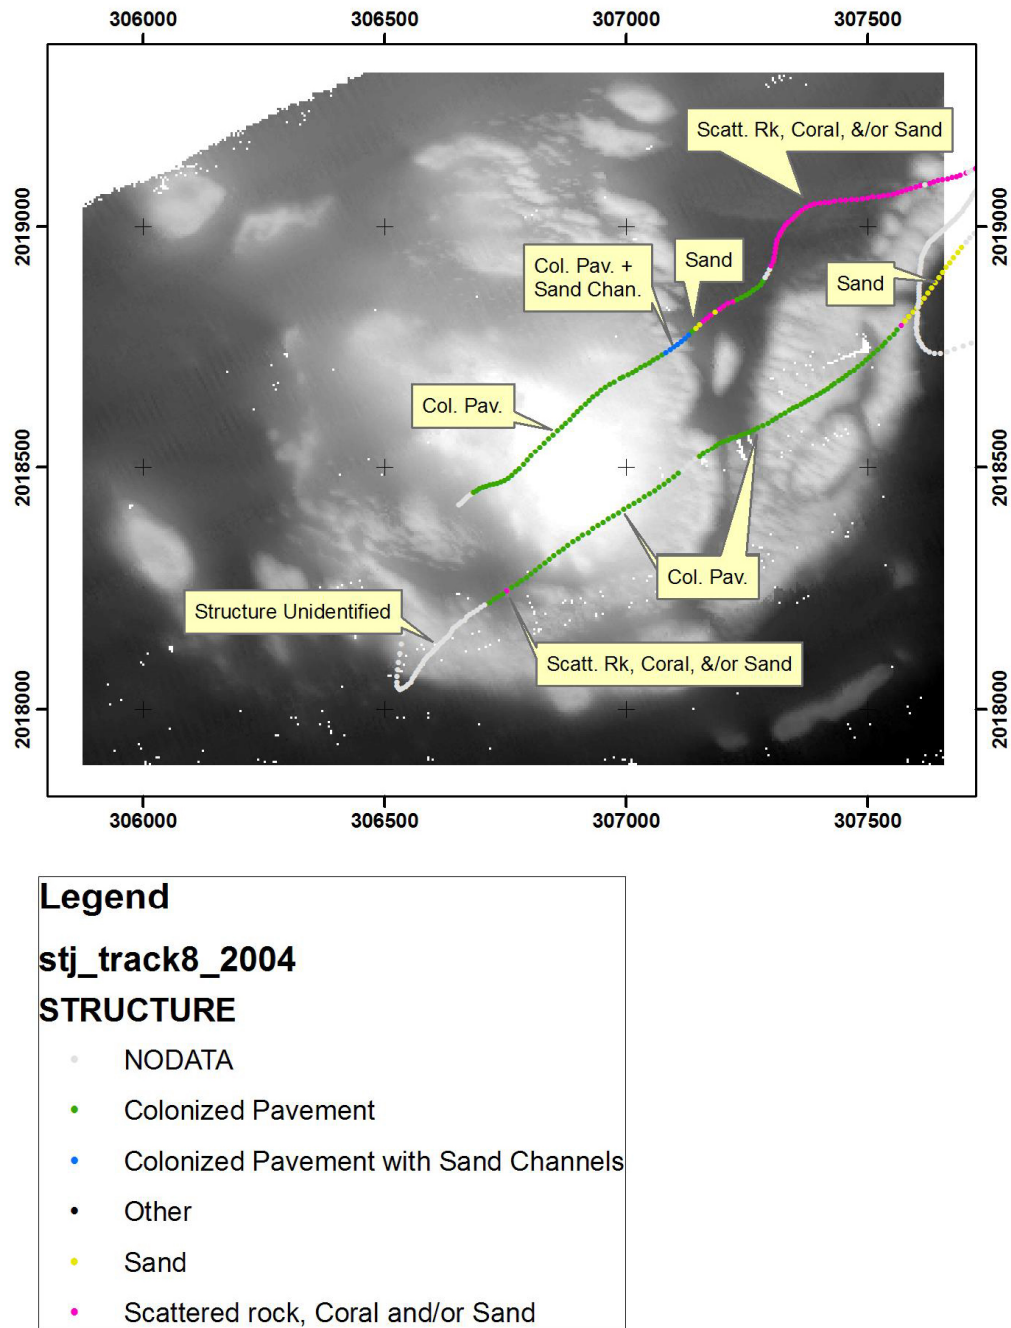 306000 306500 307000 307500
Scatt. Rk, Coral, &/or Sand
2019000
2019000
Col. Pav. +
Sand Chan.
Sand
Sand
Col. Pav.
2018500
2018500
Col. Pav.
Structure Unidentified
Scatt. Rk, Coral, &/or Sand
2018000
2018000
306000 306500 307000 307500
Legend
stj_track8_2004
STRUCTURE
NODATA
Colonized Pavement
Colonized Pavement with Sand Channels
Other
Sand
Scattered rock, Coral and/or Sand